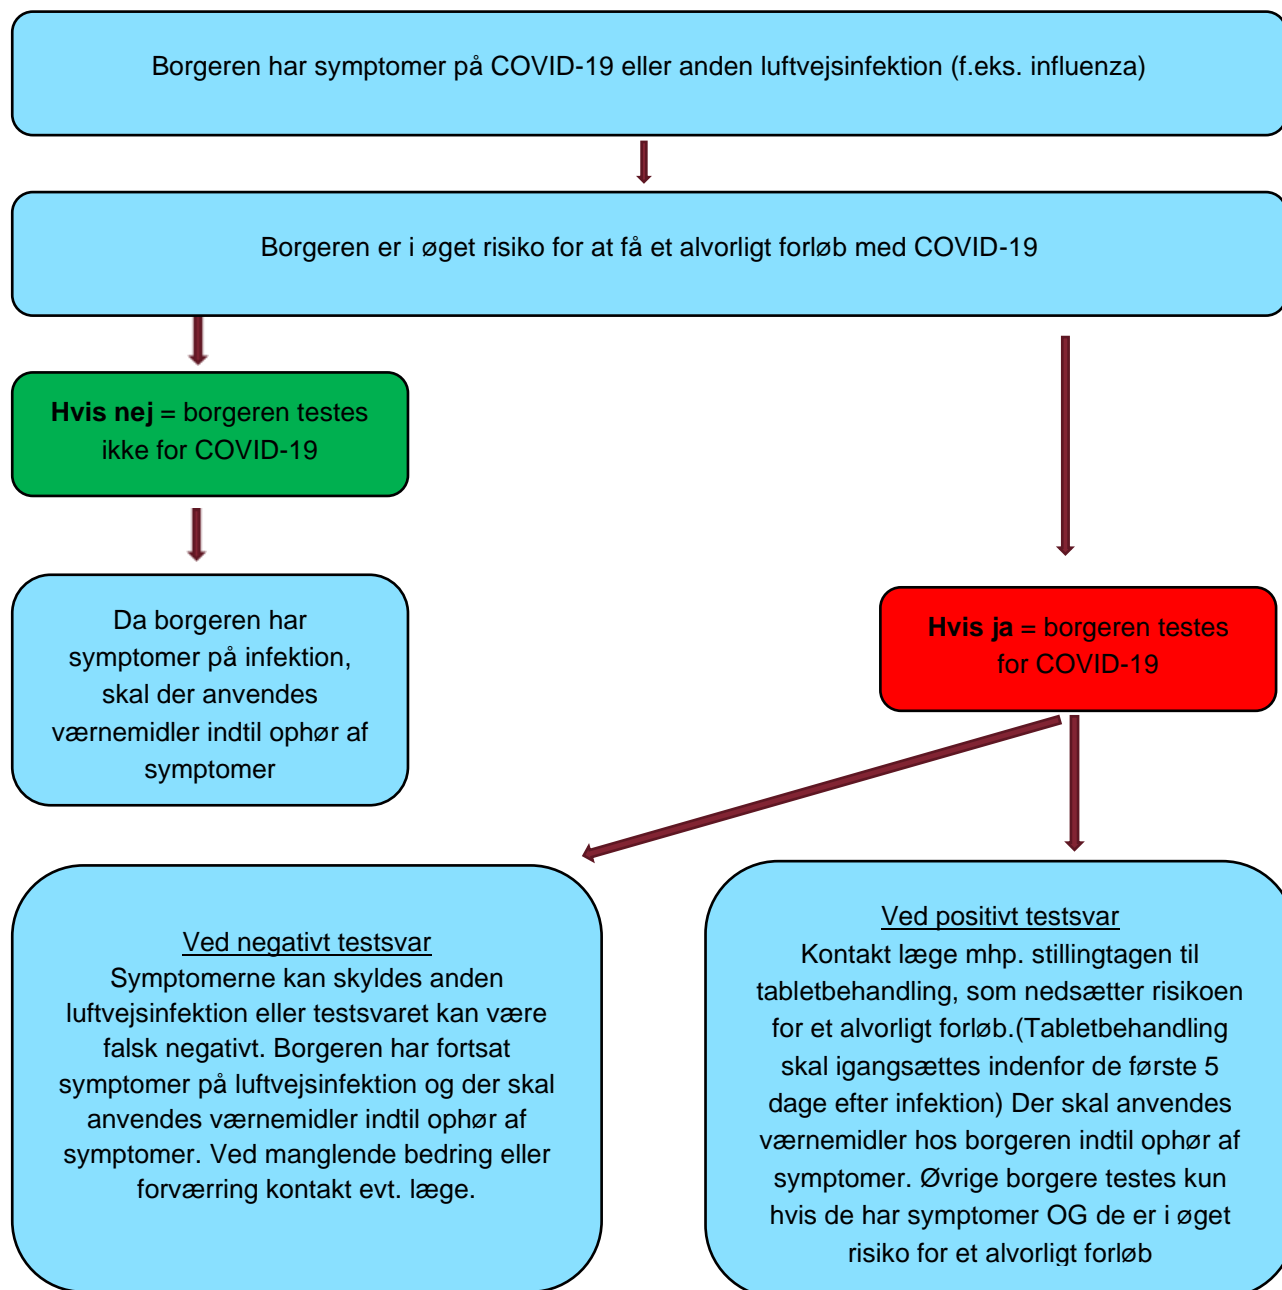 Borgeren har symptomer på COVID-19 eller anden luftvejsinfektion (f.eks. influenza)
Borgeren er i øget risiko for at få et alvorligt forløb med COVID-19
Hvis nej = borgeren testes
ikke for COVID-19
Da borgeren har
symptomer på infektion,
skal der anvendes
værnemidler indtil ophør af
symptomer
Hvis ja = borgeren testes
for COVID-19
Ved negativt testsvar
Symptomerne kan skyldes anden
luftvejsinfektion eller testsvaret kan være
falsk negativt. Borgeren har fortsat
symptomer på luftvejsinfektion og der skal
anvendes værnemidler indtil ophør af
symptomer. Ved manglende bedring eller
forværring kontakt evt. læge.
Ved positivt testsvar
Kontakt læge mhp. stillingtagen til
tabletbehandling, som nedsætter risikoen
for et alvorligt forløb.(Tabletbehandling
skal igangsættes indenfor de første 5
dage efter infektion) Der skal anvendes
værnemidler hos borgeren indtil ophør af
symptomer. Øvrige borgere testes kun
hvis de har symptomer OG de er i øget
risiko for et alvorligt forløb